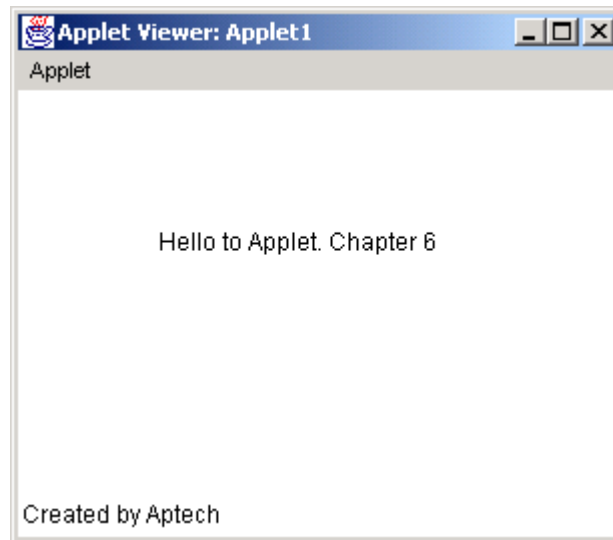 Applet Viewer: Applet1
Applet
Hello to Applet. Chapter 6
Created by Aptech